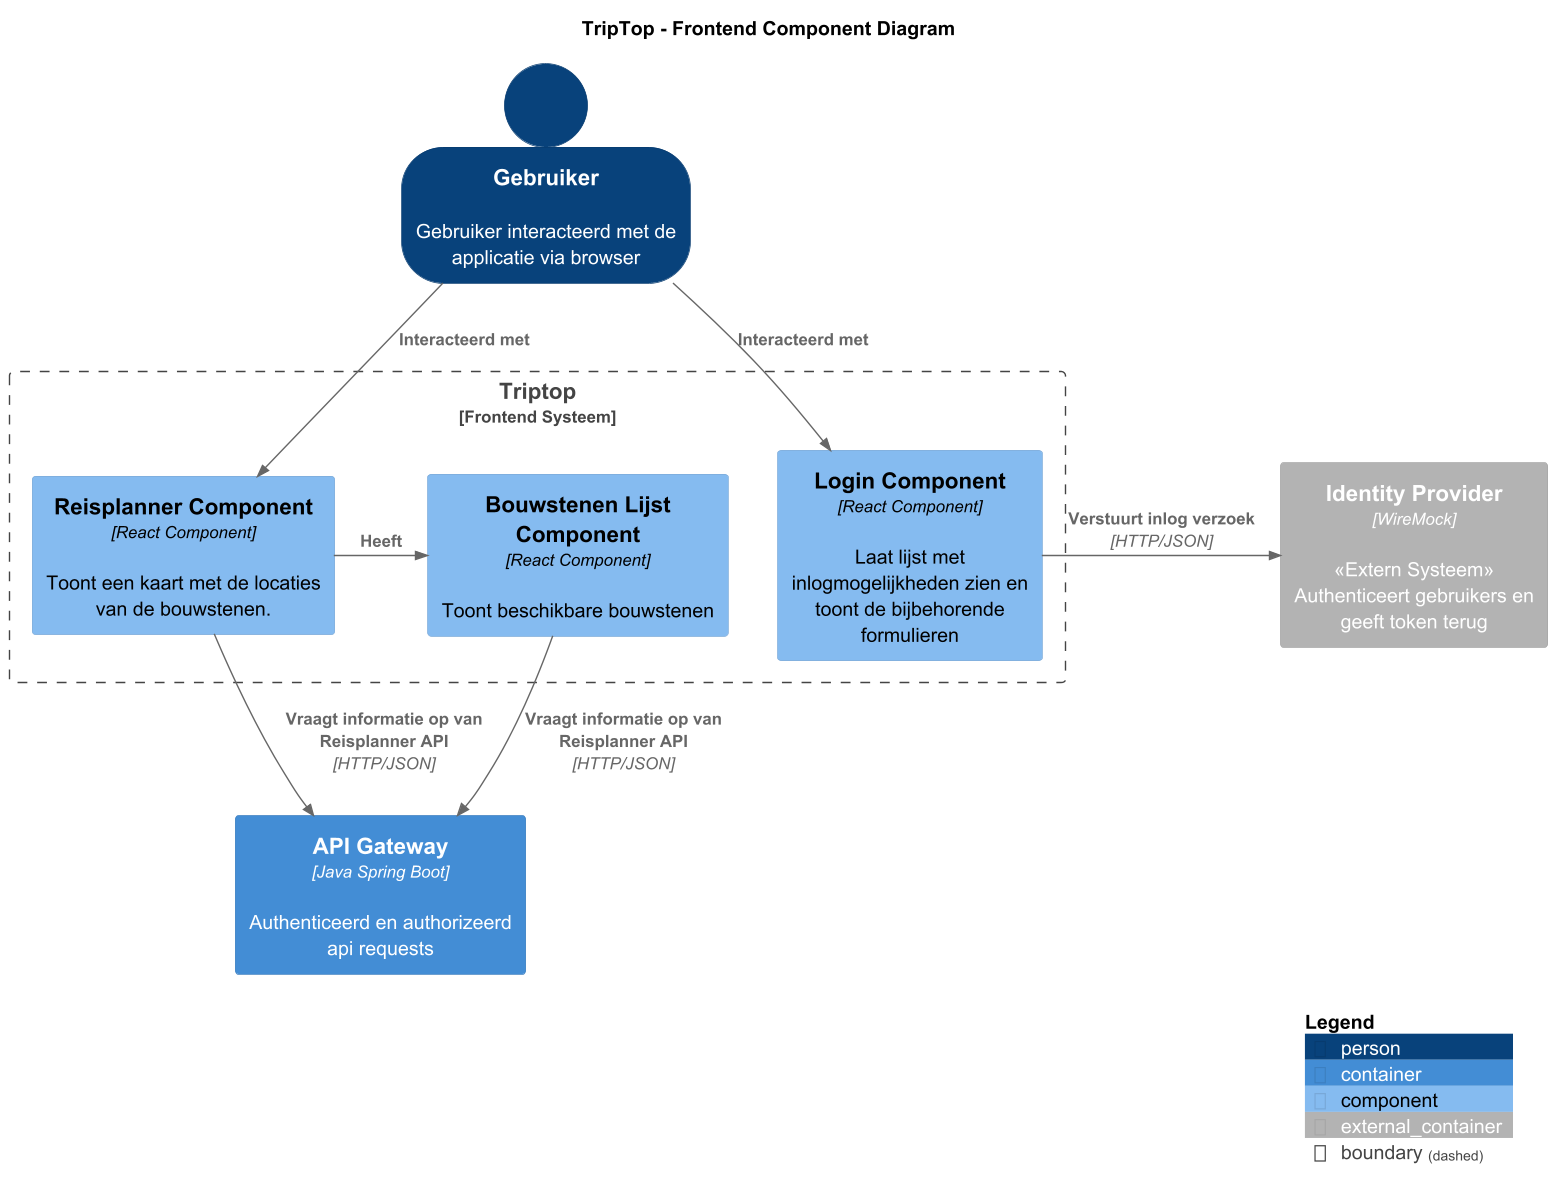 TripTop - Frontend Component Diagram
Gebruiker
Gebruiker interacteerd met de
applicatie via browser
Interacteerd met
Interacteerd met
Triptop
[Frontend Systeem]
Reisplanner Component
[React Component]
Toont een kaart met de locaties
van de bouwstenen.
Heeft
Bouwstenen Lijst
Component
[React Component]
Toont beschikbare bouwstenen
Login Component
[React Component]
Laat lijst met
inlogmogelijkheden zien en
toont de bijbehorende
formulieren
Verstuurt inlog verzoek
[HTTP/JSON]
Identity Provider
[WireMock]
«Extern Systeem»
Authenticeert gebruikers en
geeft token terug
Vraagt informatie op van
Reisplanner API
[HTTP/JSON]
Vraagt informatie op van
Reisplanner API
[HTTP/JSON]
API Gateway
[Java Spring Boot]
Authenticeerd en authorizeerd
api requests
Legend
person
container
component
external_container
boundary (dashed)